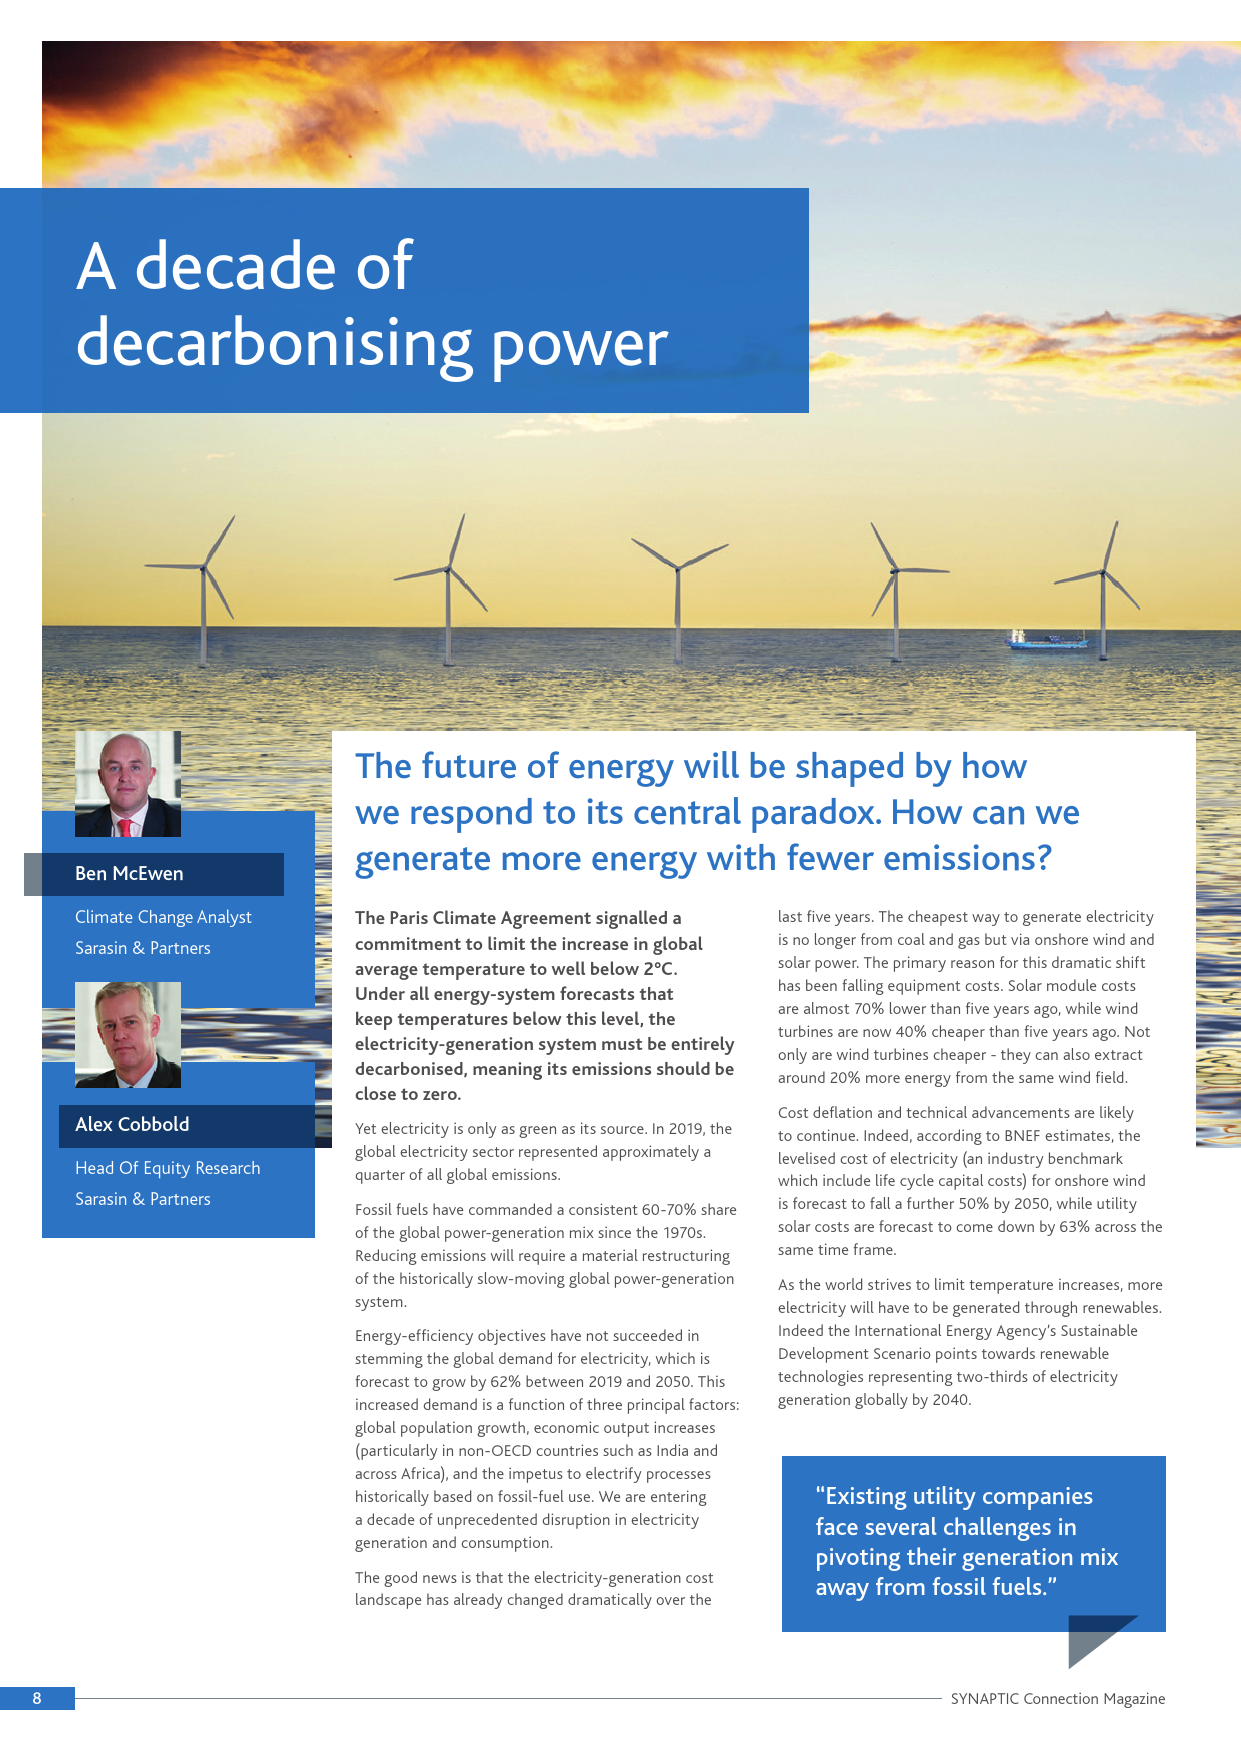 A decade of
decarbonising power
Ben McEwen
Climate Change Analyst
Sarasin & Partners
Alex Cobbold
Head Of Equity Research
Sarasin & Partners
The future of energy will be shaped by how
we respond to its central paradox. How can we
generate more energy with fewer emissions?
The Paris Climate Agreement signalled a
commitment to limit the increase in global
average temperature to well below 2°C.
Under all energy-system forecasts that
keep temperatures below this level, the
electricity-generation system must be entirely
decarbonised, meaning its emissions should be
close to zero.
Yet electricity is only as green as its source. In 2019, the
global electricity sector represented approximately a
quarter of all global emissions.
Fossil fuels have commanded a consistent 60-70% share
of the global power-generation mix since the 1970s.
Reducing emissions will require a material restructuring
of the historically slow-moving global power-generation
system.
Energy-efficiency objectives have not succeeded in
stemming the global demand for electricity, which is
forecast to grow by 62% between 2019 and 2050. This
increased demand is a function of three principal factors:
global population growth, economic output increases
(particularly in non-OECD countries such as India and
across Africa), and the impetus to electrify processes
historically based on fossil-fuel use. We are entering
a decade of unprecedented disruption in electricity
generation and consumption.
The good news is that the electricity-generation cost
landscape has already changed dramatically over the
last five years. The cheapest way to generate electricity
is no longer from coal and gas but via onshore wind and
solar power. The primary reason for this dramatic shift
has been falling equipment costs. Solar module costs
are almost 70% lower than five years ago, while wind
turbines are now 40% cheaper than five years ago. Not
only are wind turbines cheaper - they can also extract
around 20% more energy from the same wind field.
Cost deflation and technical advancements are likely
to continue. Indeed, according to BNEF estimates, the
levelised cost of electricity (an industry benchmark
which include life cycle capital costs) for onshore wind
is forecast to fall a further 50% by 2050, while utility
solar costs are forecast to come down by 63% across the
same time frame.
As the world strives to limit temperature increases, more
electricity will have to be generated through renewables.
Indeed the International Energy Agency’s Sustainable
Development Scenario points towards renewable
technologies representing two-thirds of electricity
generation globally by 2040.
“Existing utility companies
face several challenges in
pivoting their generation mix
away from fossil fuels.”
8
SYNAPTIC Connection Magazine